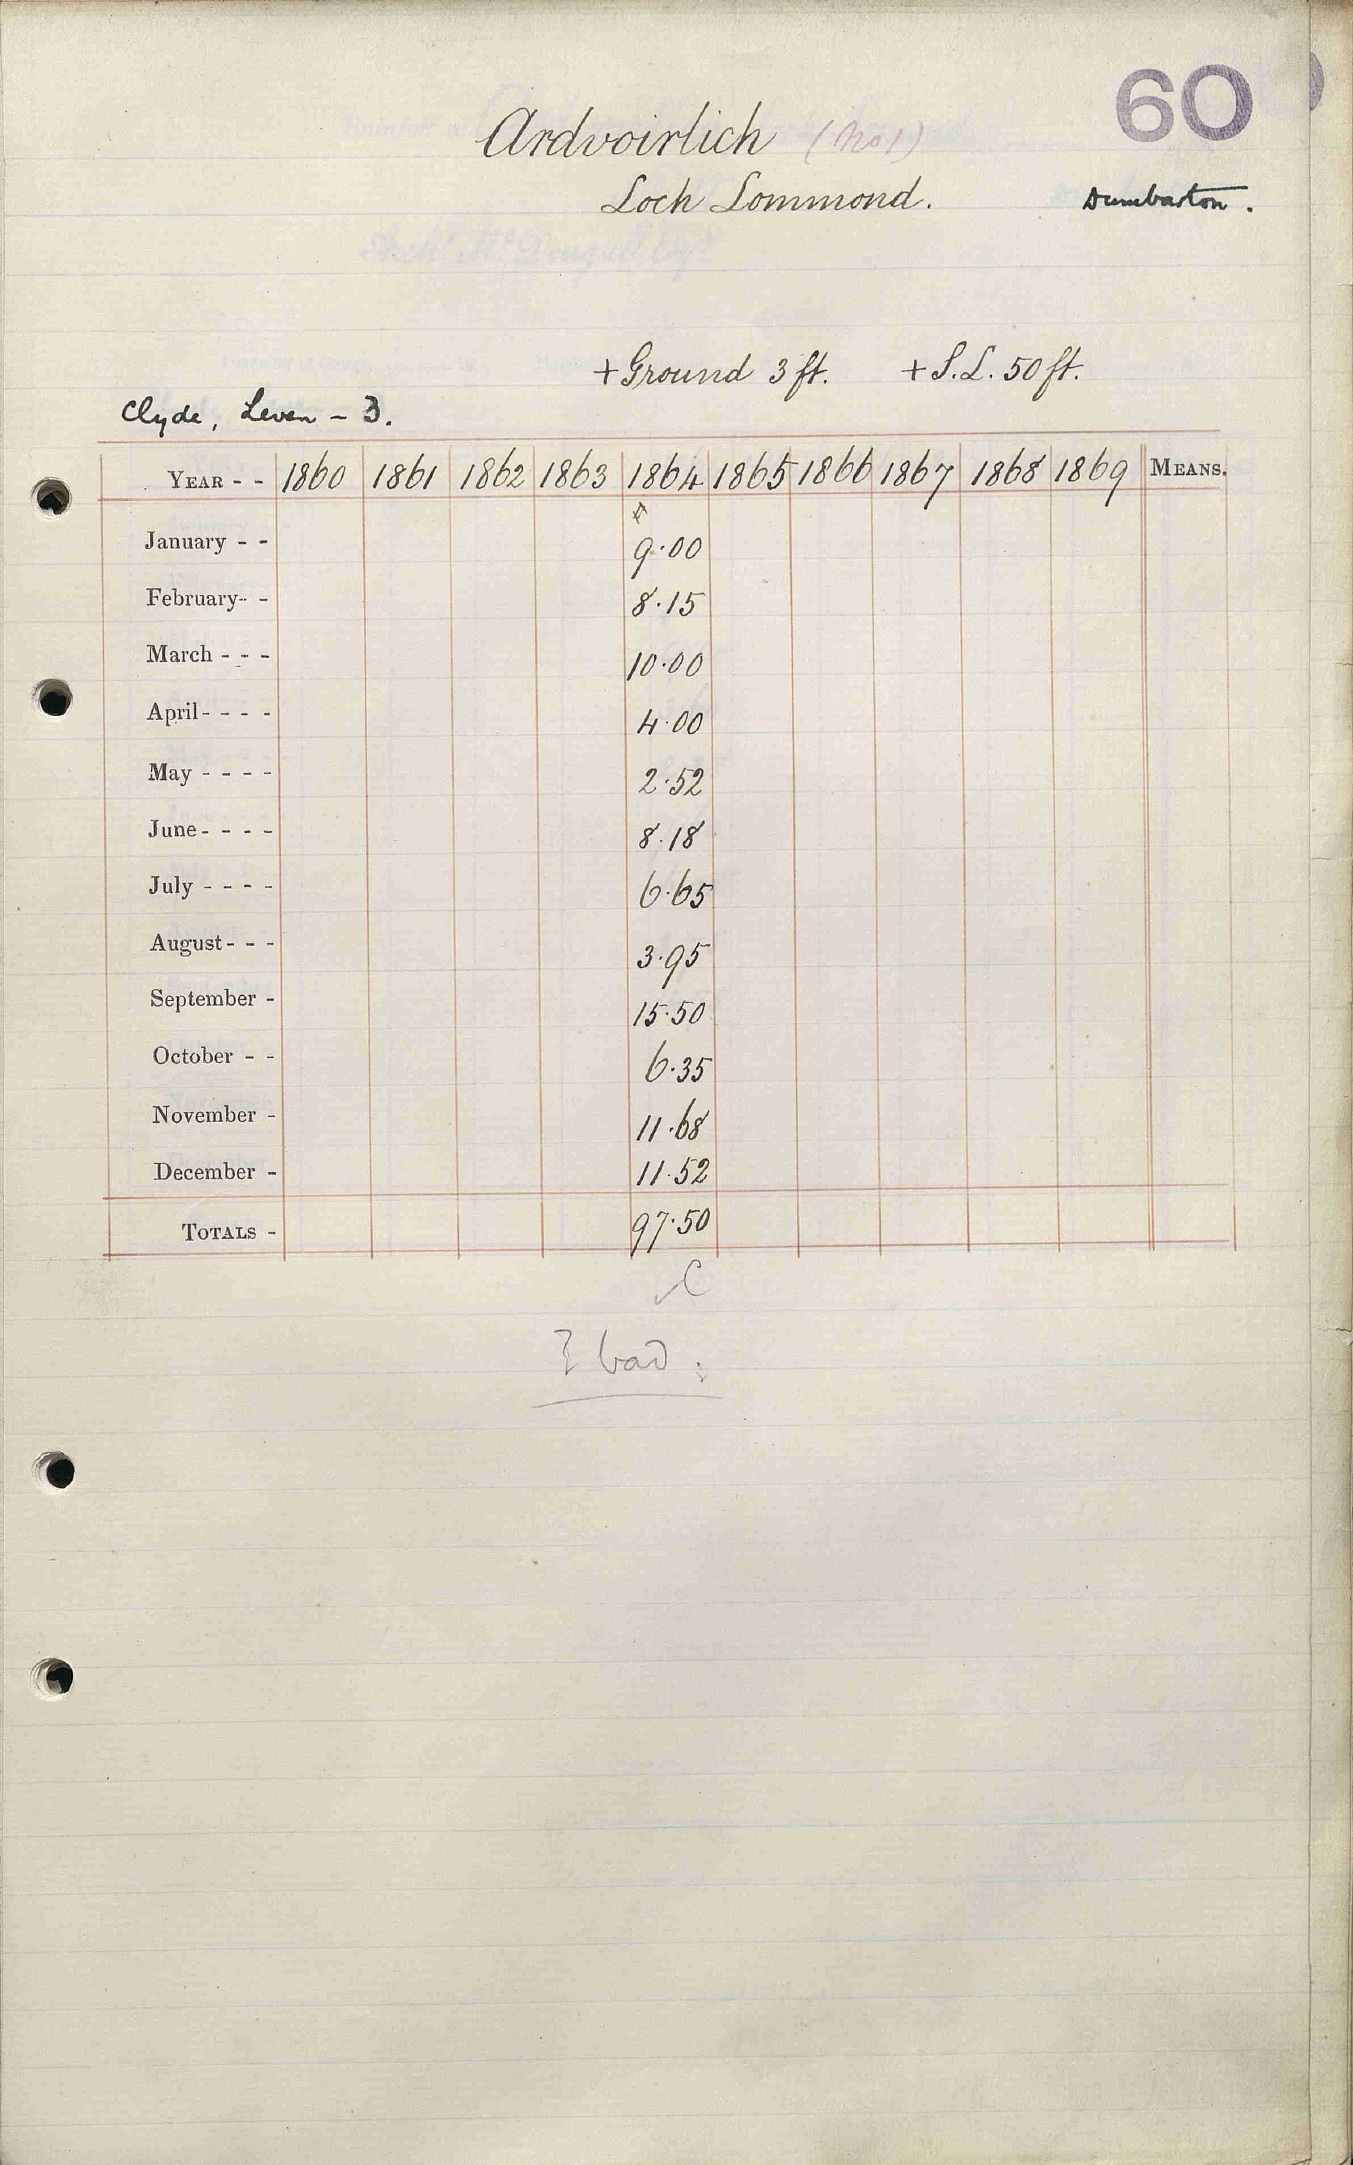 60
Ardvoirlich (No 1)
Loch Lommond. Dumbarton.
+ Ground 3 ft. + S.L. 50 ft.
Clyde, Leven - 3.
YEAR - - 1860 1861 1862 1863 1864 1865 1866 1867 1868 1869 MEANS.
January - - 9.00
February - - 8.15
March - - - 10.00
April - - - - 4.00
May - - - - 2.52
June - - - - 8.18
July - - - - 6.65
August - - - 3.95
September - 15.50
October - - 6.35
November - 11.68
December - 11.52
TOTALS - 97.50
C
? bad :